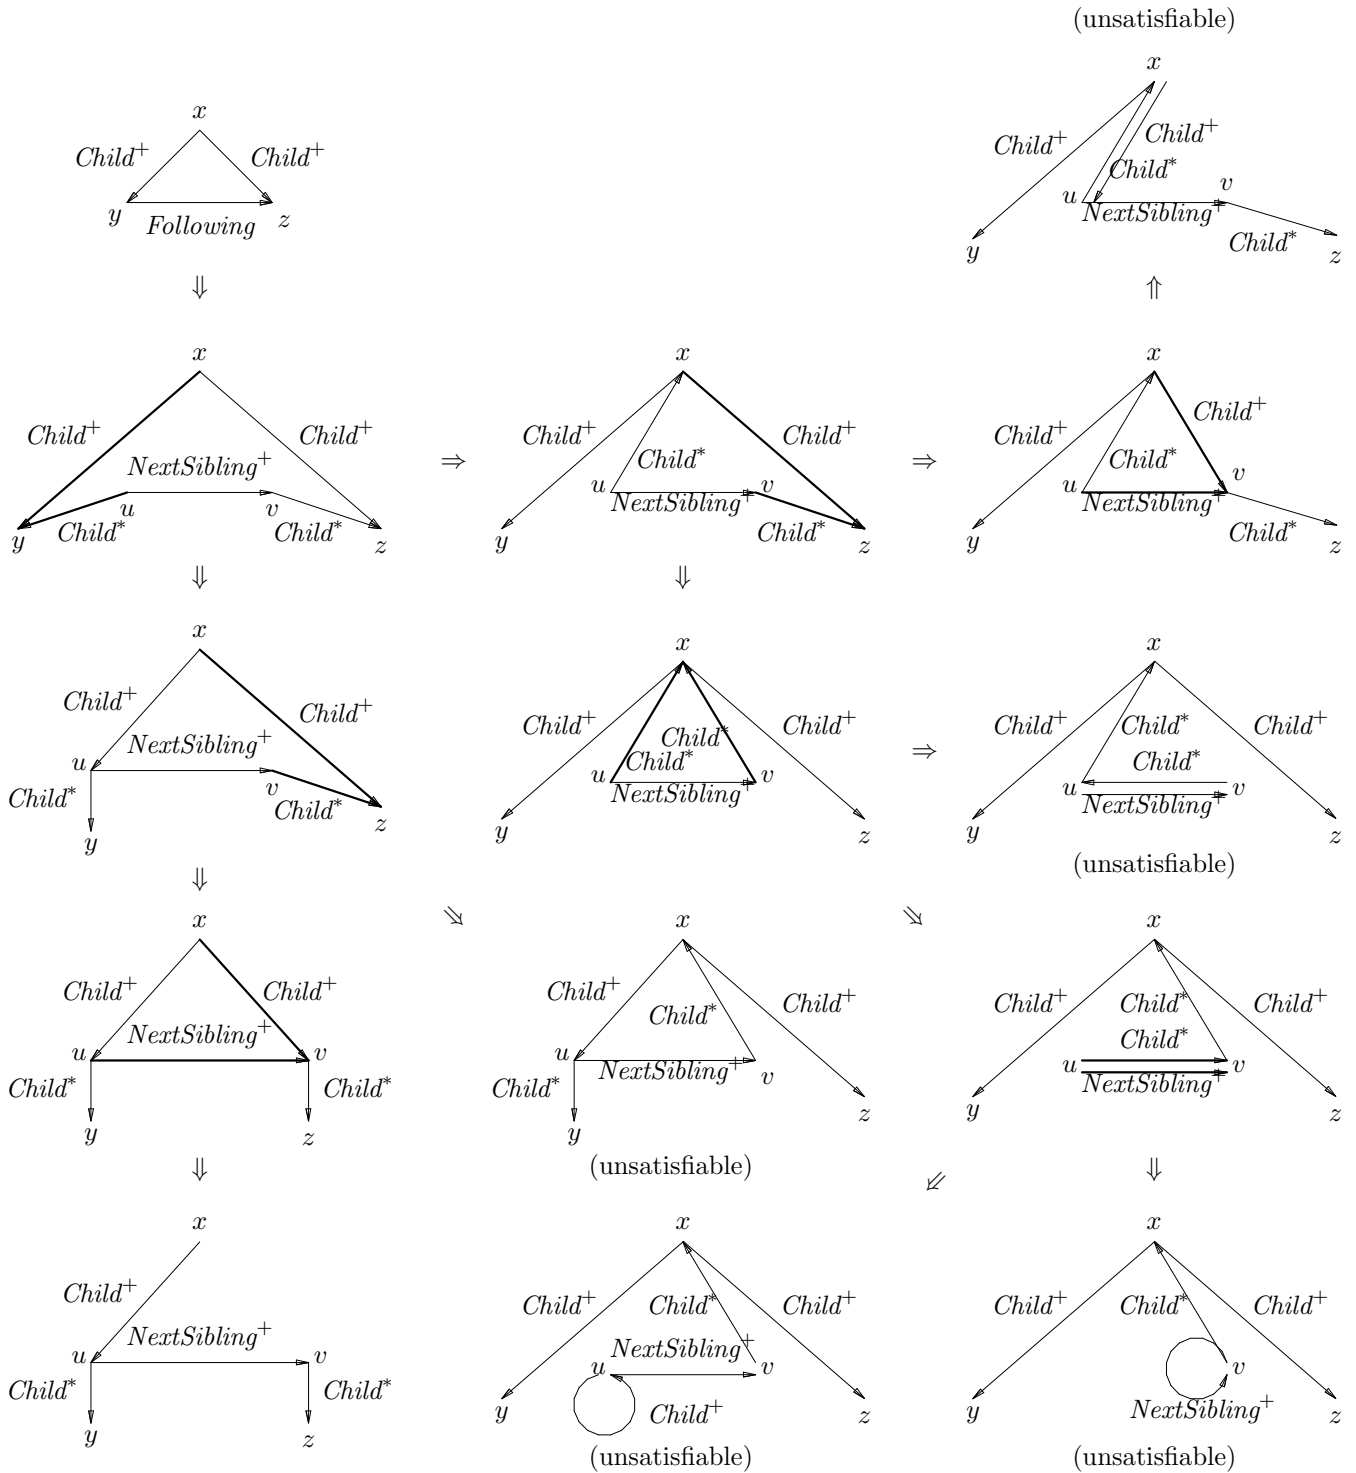 (unsatisfiable)
x
Child⁺
Child⁺
Child*
u
v
NextSibling⁺
Child*
y
z
x
Child⁺
Child⁺
y
Following
z
⇓
⇑
x
Child⁺
Child⁺
NextSibling⁺
u
v
Child*
Child*
y
z
⇒
x
Child⁺
Child⁺
Child*
u
v
NextSibling⁺
Child*
y
z
⇒
x
Child⁺
Child⁺
Child*
u
v
NextSibling⁺
Child*
y
z
⇓
⇓
x
Child⁺
Child⁺
NextSibling⁺
u
v
Child*
Child*
y
z
x
Child⁺
Child⁺
Child*
Child*
u
v
NextSibling⁺
y
z
⇒
x
Child⁺
Child*
Child⁺
Child*
u
v
NextSibling⁺
y
z
(unsatisfiable)
⇓
⇘
⇘
x
Child⁺
Child⁺
NextSibling⁺
u
v
Child*
Child*
y
z
x
Child⁺
Child*
Child⁺
u
NextSibling⁺
v
Child*
y
z
(unsatisfiable)
x
Child⁺
Child*
Child⁺
Child*
u
v
NextSibling⁺
y
z
⇓
⇙
⇓
x
Child⁺
NextSibling⁺
u
v
Child*
Child*
y
z
x
Child⁺
Child*
Child⁺
NextSibling⁺
u
v
Child⁺
y
z
(unsatisfiable)
x
Child⁺
Child*
Child⁺
v
NextSibling⁺
y
z
(unsatisfiable)